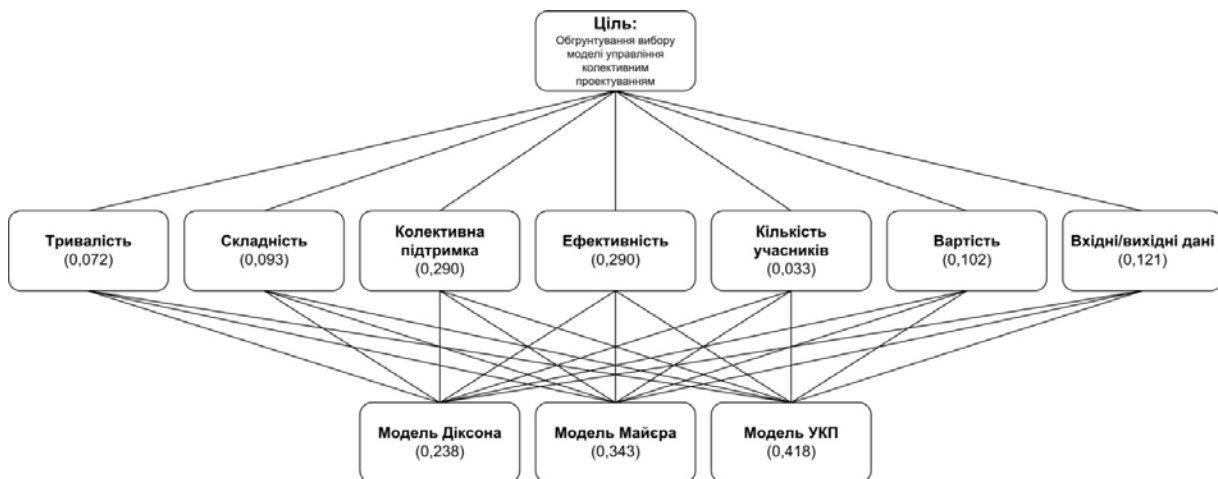 Ціль:
Обгрунтування вибору
моделі управління
колективним
проектуванням
Тривалість
(0,072)
Складність
(0,093)
Колективна
підтримка
(0,290)
Ефективність
(0,290)
Кількість
учасників
(0,033)
Вартість
(0,102)
Вхідні/вихідні дані
(0,121)
Модель Діксона
(0,238)
Модель Майєра
(0,343)
Модель УКП
(0,418)